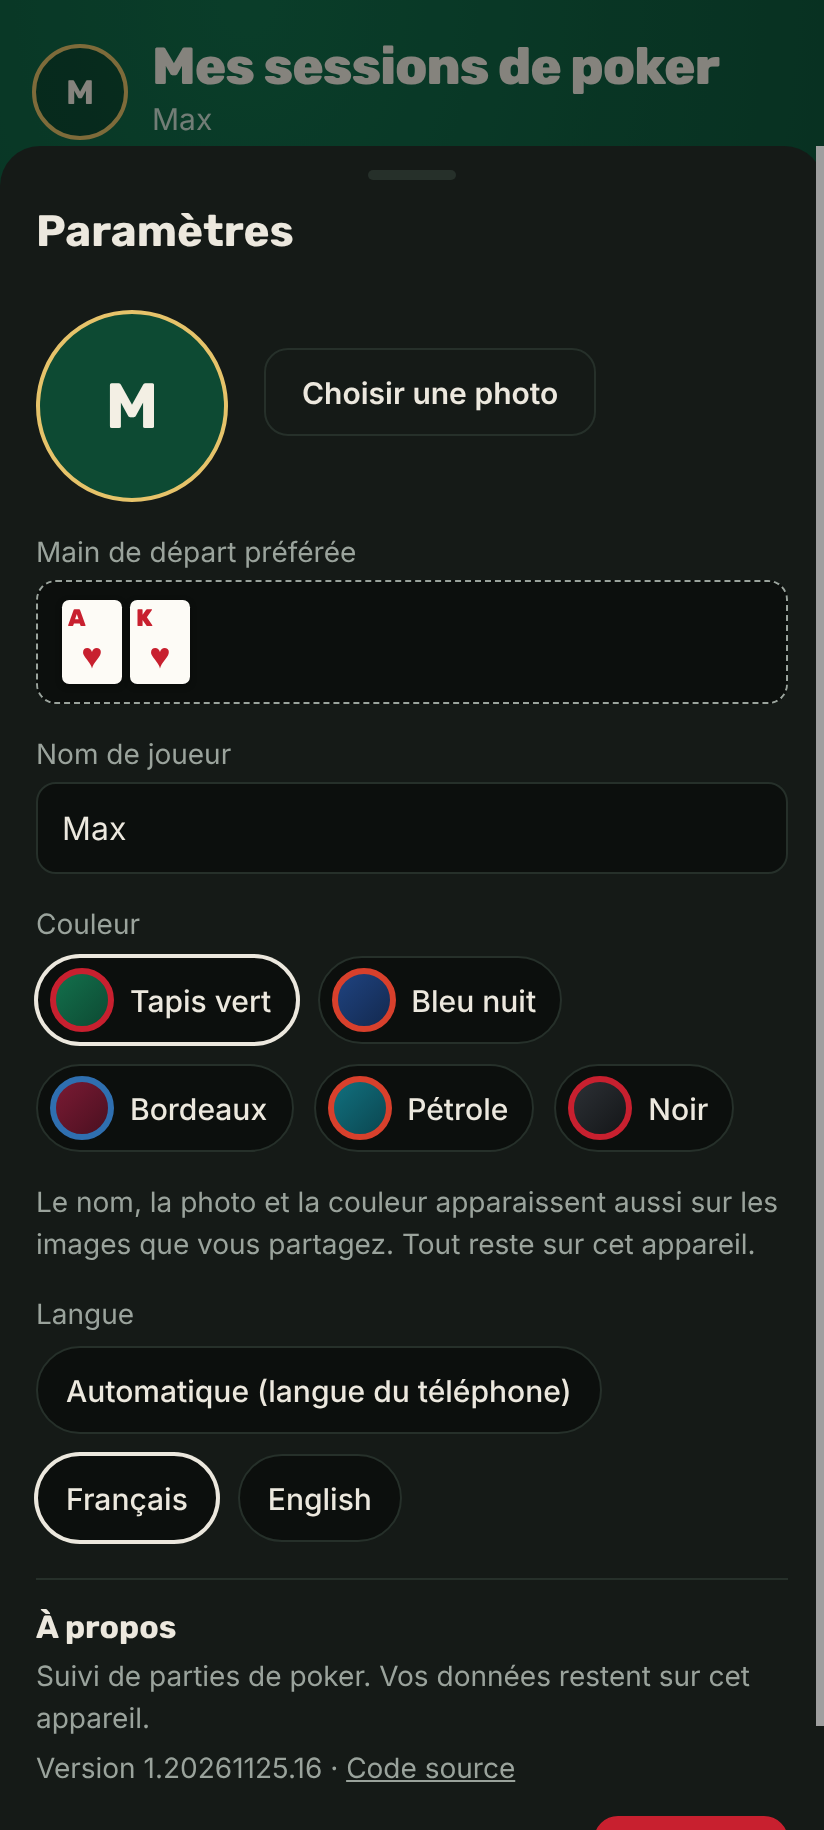 M
Mes sessions de poker
Max
Paramètres
M
Choisir une photo
Main de départ préférée
A K
♥ ♥
Nom de joueur
Max
Couleur
Tapis vert
Bleu nuit
Bordeaux
Pétrole
Noir
Le nom, la photo et la couleur apparaissent aussi sur les
images que vous partagez. Tout reste sur cet appareil.
Langue
Automatique (langue du téléphone)
Français
English
À propos
Suivi de parties de poker. Vos données restent sur cet
appareil.
Version 1.20261125.16 · Code source